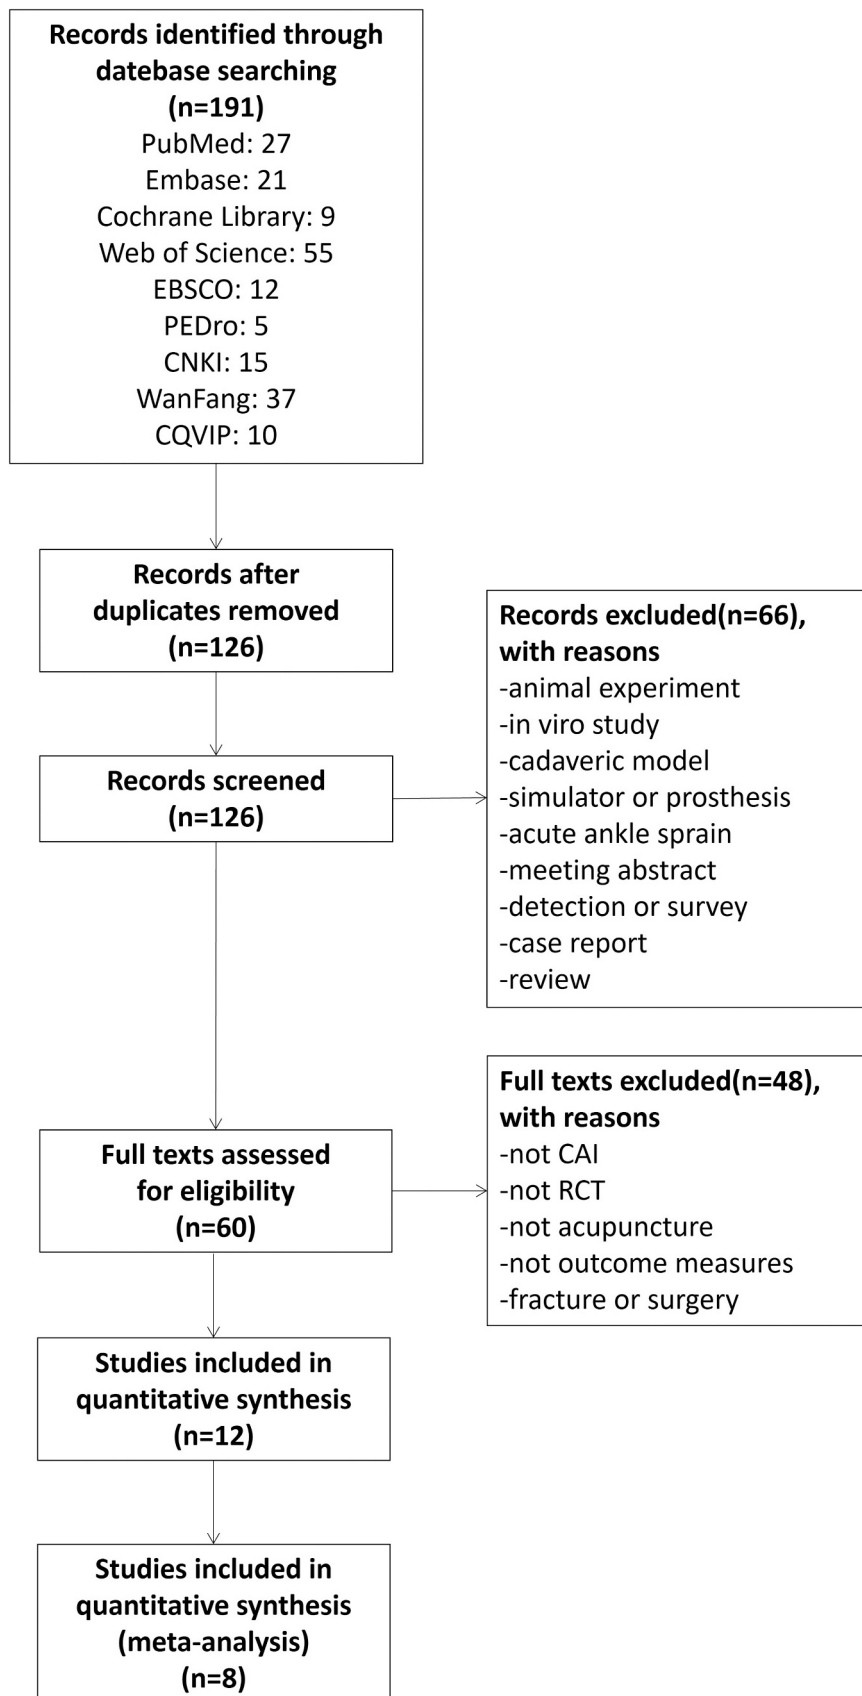 Records identified through
datebase searching
(n=191)
PubMed: 27
Embase: 21
Cochrane Library: 9
Web of Science: 55
EBSCO: 12
PEDro: 5
CNKI: 15
WanFang: 37
CQVIP: 10
Records after
duplicates removed
(n=126)
Records screened
(n=126)
Records excluded(n=66),
with reasons
-animal experiment
-in viro study
-cadaveric model
-simulator or prosthesis
-acute ankle sprain
-meeting abstract
-detection or survey
-case report
-review
Full texts assessed
for eligibility
(n=60)
Full texts excluded(n=48),
with reasons
-not CAI
-not RCT
-not acupuncture
-not outcome measures
-fracture or surgery
Studies included in
quantitative synthesis
(n=12)
Studies included in
quantitative synthesis
(meta-analysis)
(n=8)